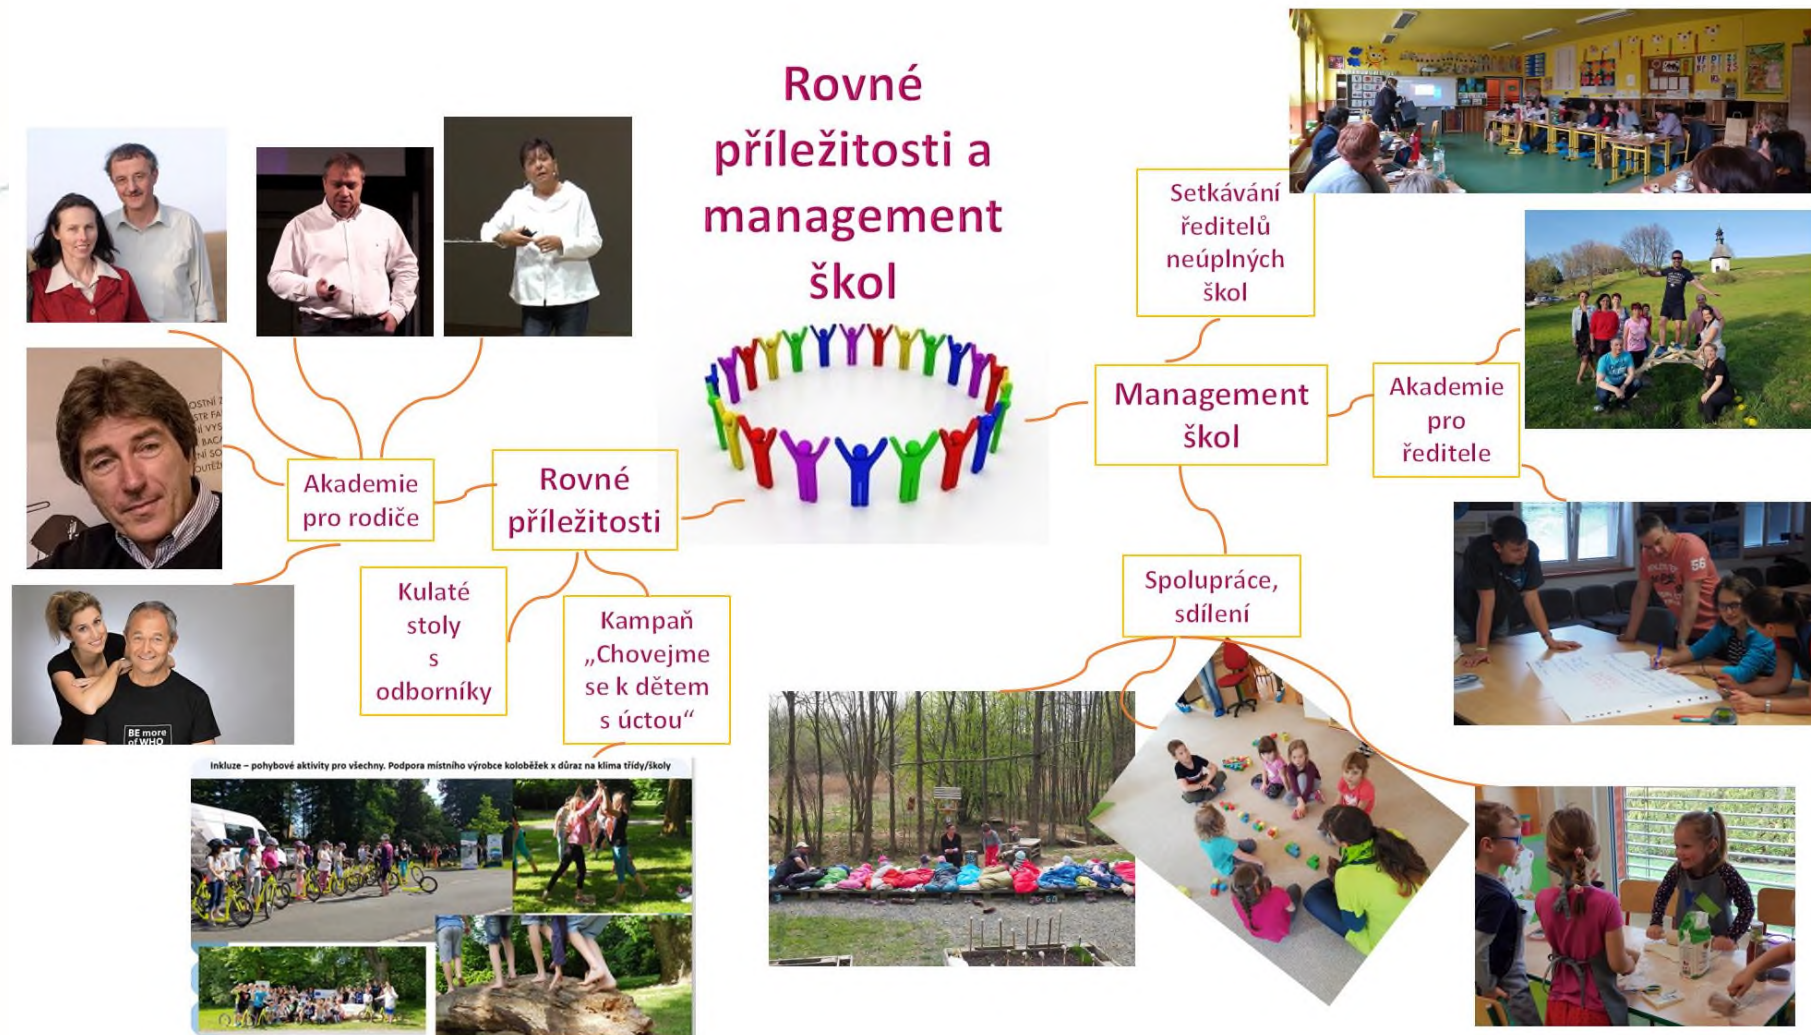 Rovné
příležitosti a
management
škol
Setkávání
ředitelů
neúplných
škol
Management
škol
Akademie
pro
ředitele
Spolupráce,
sdílení
Rovné
příležitosti
Akademie
pro rodiče
Kulaté
stoly
s
odborníky
Kampaň
„Chovejme
se k dětem
s úctou“
Inkluze – pohybové aktivity pro všechny. Podpora místního výrobce koloběžek x důraz na klima třídy/školy
BE more
of WHO
56